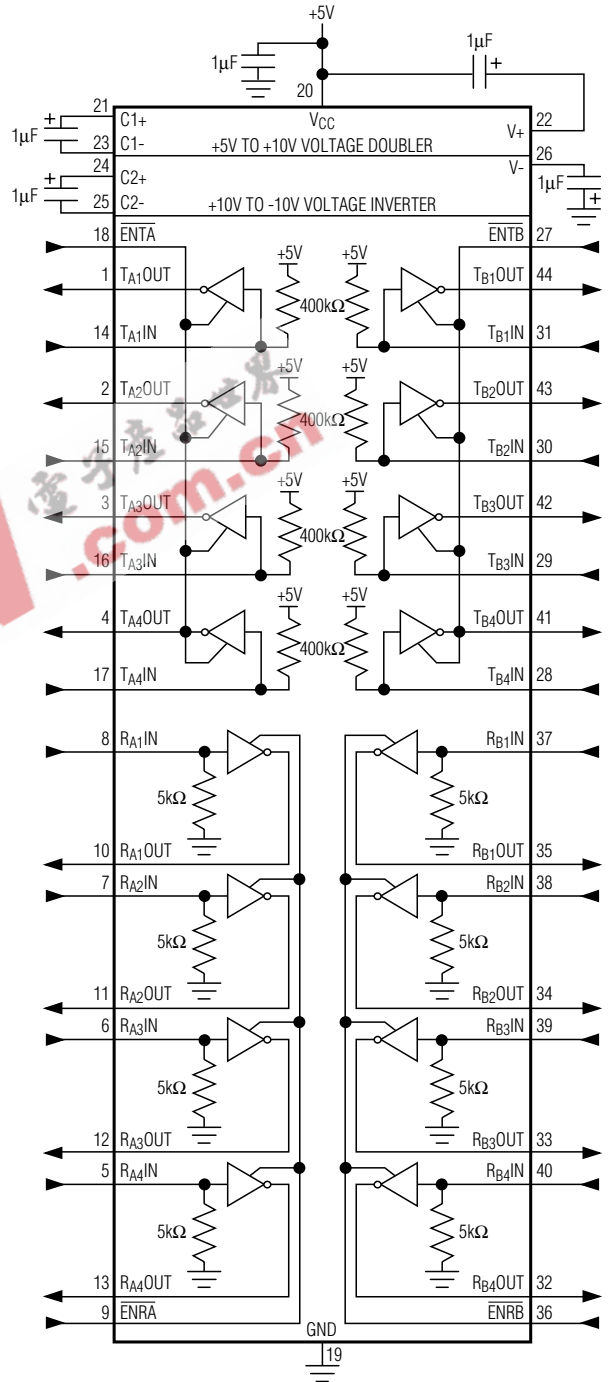 +5V
1µF
1µF
20
21 C1+ VCC 22
1µF V+
23 C1- +5V TO +10V VOLTAGE DOUBLER 26
24 C2+ V-
1µF 1µF
25 C2- +10V TO -10V VOLTAGE INVERTER
18 ENTA ENTB 27
+5V +5V
1 TA1OUT TB1OUT 44
400kΩ
14 TA1IN TB1IN 31
+5V +5V
2 TA2OUT TB2OUT 43
400kΩ
15 TA2IN TB2IN 30
+5V +5V
3 TA3OUT TB3OUT 42
400kΩ
16 TA3IN TB3IN 29
+5V +5V
4 TA4OUT TB4OUT 41
400kΩ
17 TA4IN TB4IN 28
8 RA1IN RB1IN 37
5kΩ 5kΩ
10 RA1OUT RB1OUT 35
7 RA2IN RB2IN 38
5kΩ 5kΩ
11 RA2OUT RB2OUT 34
6 RA3IN RB3IN 39
5kΩ 5kΩ
12 RA3OUT RB3OUT 33
5 RA4IN RB4IN 40
5kΩ 5kΩ
13 RA4OUT RB4OUT 32
9 ENRA ENRB 36
GND
19
電子產品世界
.com.cn